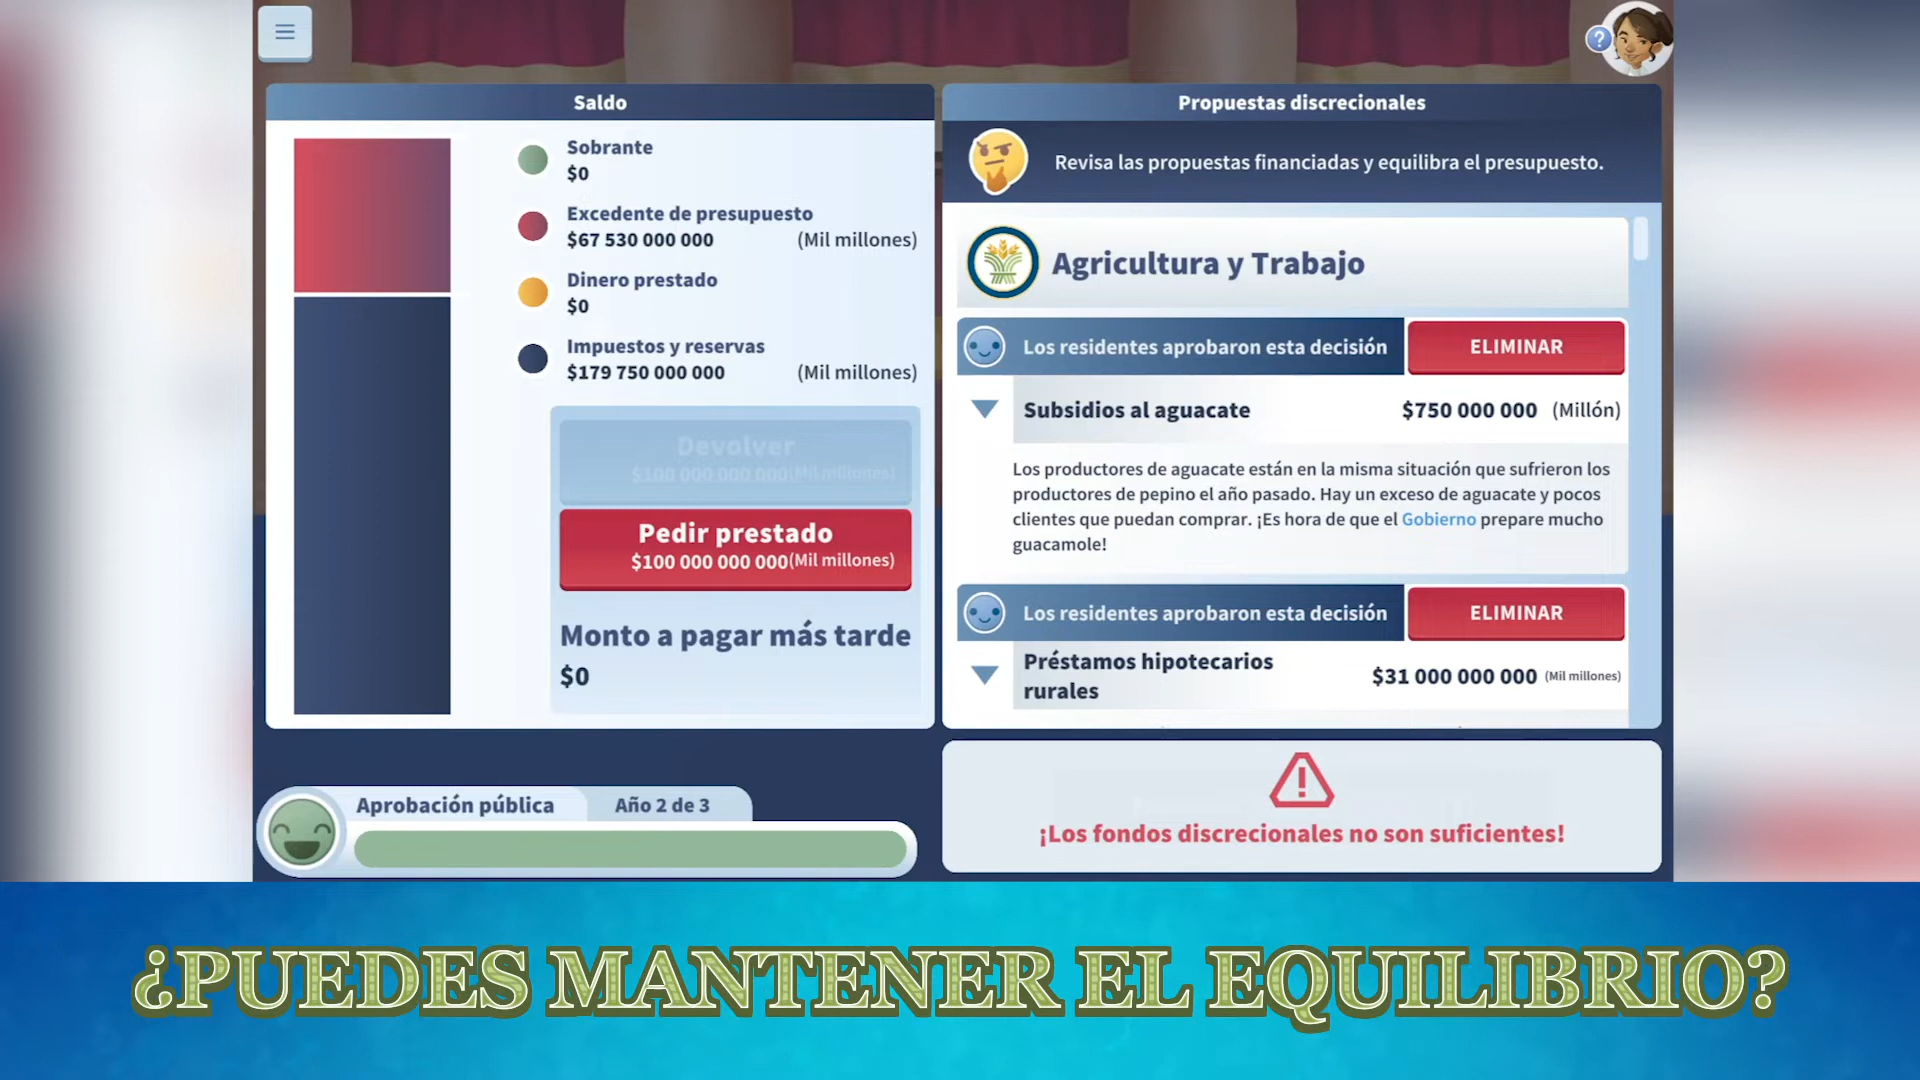 Saldo
Sobrante
$0
Excedente de presupuesto
$67 530 000 000 (Mil millones)
Dinero prestado
$0
Impuestos y reservas
$179 750 000 000 (Mil millones)
Devolver
$100 000 000 000(Mil millones)
Pedir prestado
$100 000 000 000(Mil millones)
Monto a pagar más tarde
$0
Aprobación pública
Año 2 de 3
?
Propuestas discrecionales
Revisa las propuestas financiadas y equilibra el presupuesto.
Agricultura y Trabajo
Los residentes aprobaron esta decisión
ELIMINAR
Subsidios al aguacate
$750 000 000 (Millón)
Los productores de aguacate están en la misma situación que sufrieron los
productores de pepino el año pasado. Hay un exceso de aguacate y pocos
clientes que puedan comprar. ¡Es hora de que el Gobierno prepare mucho
guacamole!
Los residentes aprobaron esta decisión
ELIMINAR
Préstamos hipotecarios
rurales
$31 000 000 000 (Mil millones)
¡Los fondos discrecionales no son suficientes!
¿PUEDES MANTENER EL EQUILIBRIO?